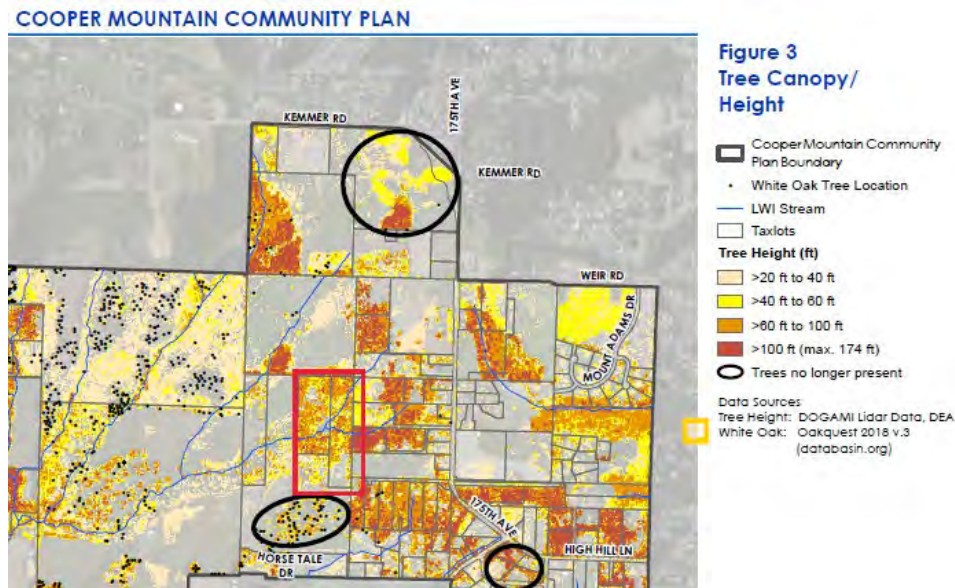 COOPER MOUNTAIN COMMUNITY PLAN
KEMMER RD
175TH AVE
KEMMER RD
WEIR RD
MOUNT ADAMS DR
175TH AVE
HIGH HILL LN
HORSE TALE
DR
Figure 3
Tree Canopy/
Height
Cooper Mountain Community
Plan Boundary
White Oak Tree Location
LWI Stream
Taxlots
Tree Height (ft)
>20 ft to 40 ft
>40 ft to 60 ft
>60 ft to 100 ft
>100 ft (max. 174 ft)
Trees no longer present
Data Sources
Tree Height: DOGAMI Lidar Data, DEA
White Oak: Oakquest 2018 v.3
(databasin.org)